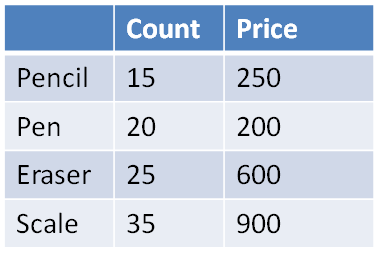 Count Price
Pencil 15 250
Pen 20 200
Eraser 25 600
Scale 35 900